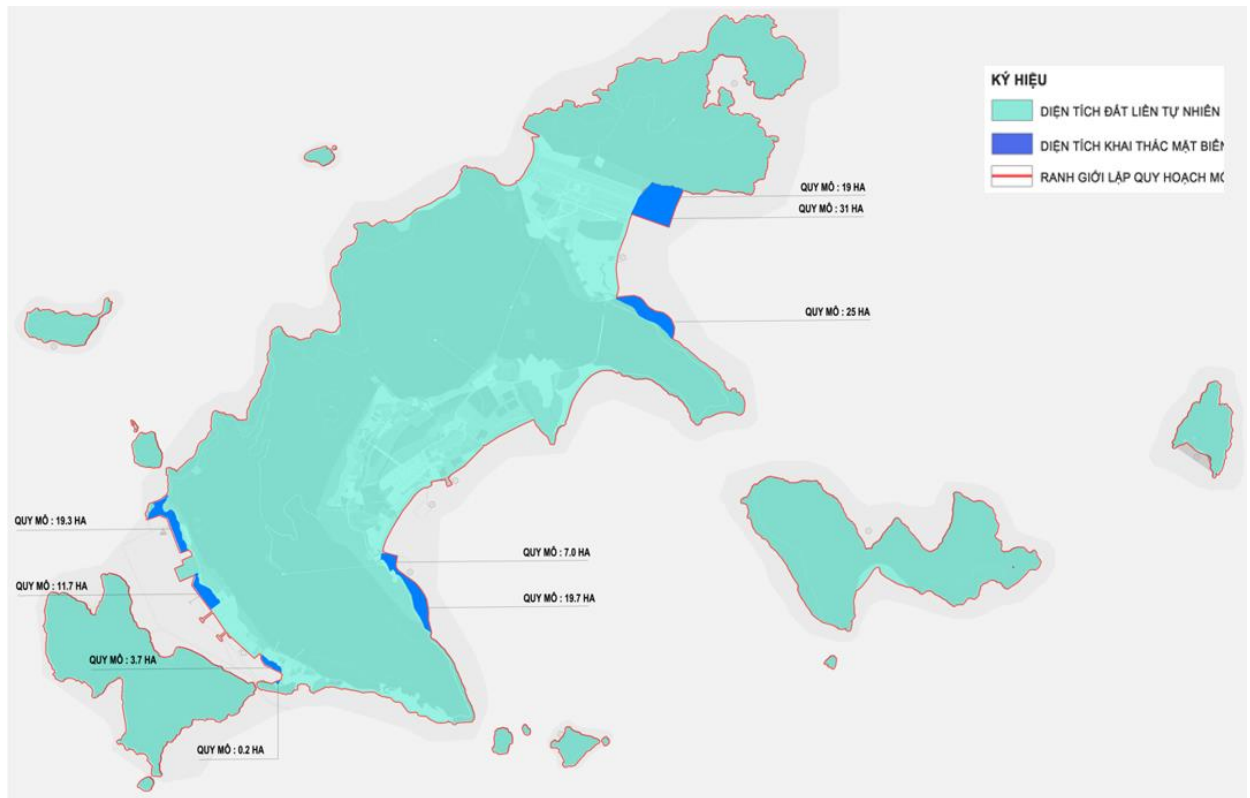 KÝ HIỆU
DIỆN TÍCH ĐẤT LIỀN TỰ NHIÊN
DIỆN TÍCH KHAI THÁC MẶT BIỂN
RANH GIỚI LẬP QUY HOẠCH
QUY MÔ : 19 HA
QUY MÔ : 31 HA
QUY MÔ : 25 HA
QUY MÔ : 19.3 HA
QUY MÔ : 7.0 HA
QUY MÔ : 11.7 HA
QUY MÔ : 19.7 HA
QUY MÔ : 3.7 HA
QUY MÔ : 0.2 HA